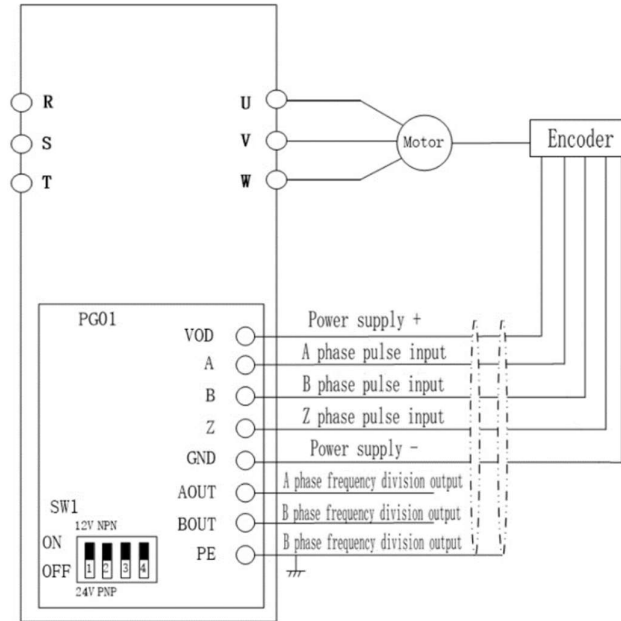 R
U
S
V
Motor
Encoder
T
W
PG01
VOD
Power supply +
A
A phase pulse input
B
B phase pulse input
Z
Z phase pulse input
GND
Power supply -
AOUT
A phase frequency division output
SW1
12V NPN
BOUT
B phase frequency division output
ON
PE
B phase frequency division output
OFF
1 2 3 4
24V PNP